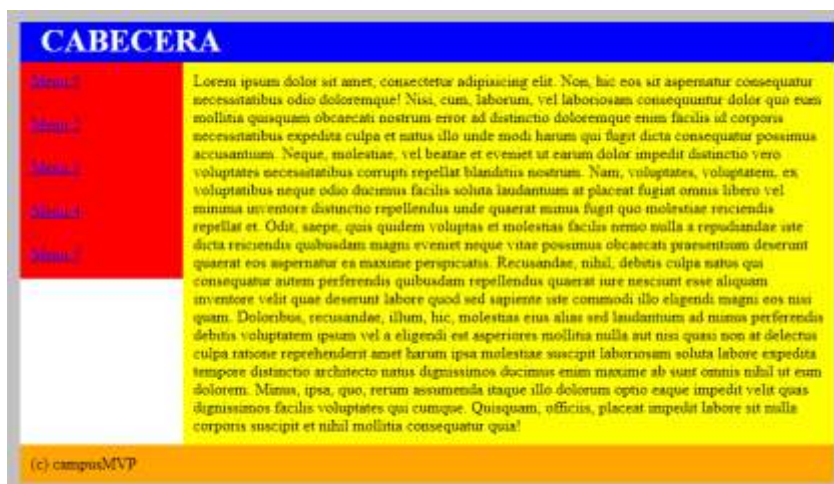 CABECERA
Menu 1
Menu 2
Menu 3
Menu 4
Menu 5
Lorem ipsum dolor sit amet, consectetur adipisicing elit. Non, hic eos sit aspernatur consequatur
necessitatibus odio doloremque! Nisi, cum, laborum, vel laboriosam consequuntur dolor quo eum
mollitia quisquam obcaecati nostrum error ad distinctio doloremque enim facilis id corporis
necessitatibus expedita culpa et natus illo unde modi harum qui fugit dicta consequatur possimus
accusantium. Neque, molestiae, vel beatae et eveniet ut earum dolor impedit distinctio vero
voluptates necessitatibus corrupti repellat blanditiis nostrum. Nam, voluptates, voluptatem, ex
voluptatibus neque odio ducimus facilis soluta laudantium at placeat fugiat omnis libero vel
minima inventore distinctio repellendus unde quaerat minus fugit quo molestiae reiciendis
repellat et. Odit, saepe, quis quidem voluptas et molestias facilis nemo nulla a repudiandae iste
dicta reiciendis quibusdam magni eveniet neque vitae possimus obcaecati praesentium deserunt
quaerat eos aspernatur ea maxime perspiciatis. Recusandae, nihil, debitis culpa natus qui
consequatur autem perferendis quibusdam repellendus quaerat iure nesciunt esse aliquam
inventore velit quae deserunt labore quod sed sapiente iste commodi illo eligendi magni eos nisi
quam. Doloribus, recusandae, illum, hic, molestias eius alias sed laudantium ad minus perferendis
debitis voluptatem ipsum vel a eligendi est asperiores mollitia nulla aut nisi quasi non at delectus
culpa ratione reprehenderit amet harum ipsa molestiae suscipit laboriosam soluta labore expedita
tempore distinctio architecto natus dignissimos ducimus enim maxime ab sunt omnis nihil ut eum
dolorem. Minus, ipsa, quo, rerum assumenda itaque illo dolorum optio eaque impedit velit quas
dignissimos facilis voluptates qui cumque. Quisquam, officiis, placeat impedit labore sit nulla
corporis suscipit et nihil mollitia consequatur quia!
(c) campusMVP